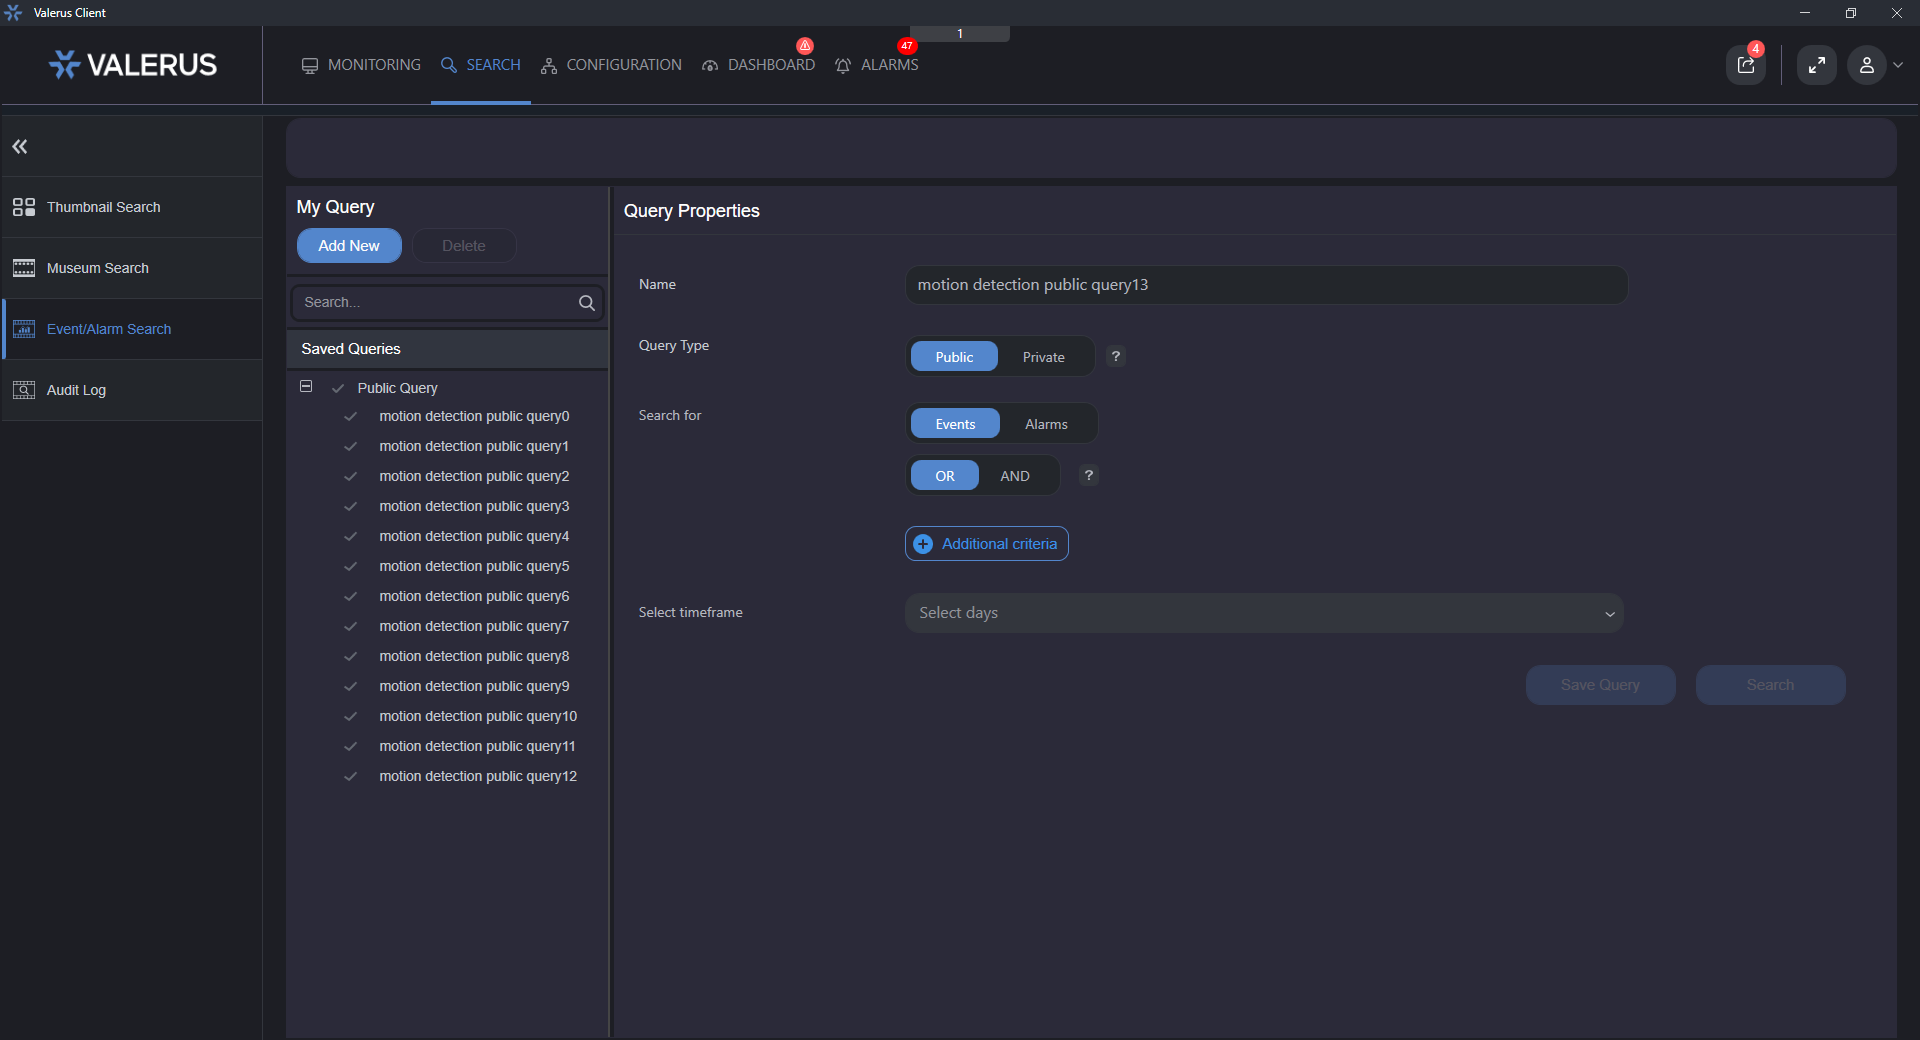 Valerus Client
1
VALERUS
MONITORING
SEARCH
CONFIGURATION
DASHBOARD
47
ALARMS
4
Thumbnail Search
Museum Search
Event/Alarm Search
Audit Log
My Query
Add New
Delete
Search...
Saved Queries
Public Query
motion detection public query0
motion detection public query1
motion detection public query2
motion detection public query3
motion detection public query4
motion detection public query5
motion detection public query6
motion detection public query7
motion detection public query8
motion detection public query9
motion detection public query10
motion detection public query11
motion detection public query12
Query Properties
Name
motion detection public query13
Query Type
Public
Private
?
Search for
Events
Alarms
OR
AND
?
Additional criteria
Select timeframe
Select days
Save Query
Search